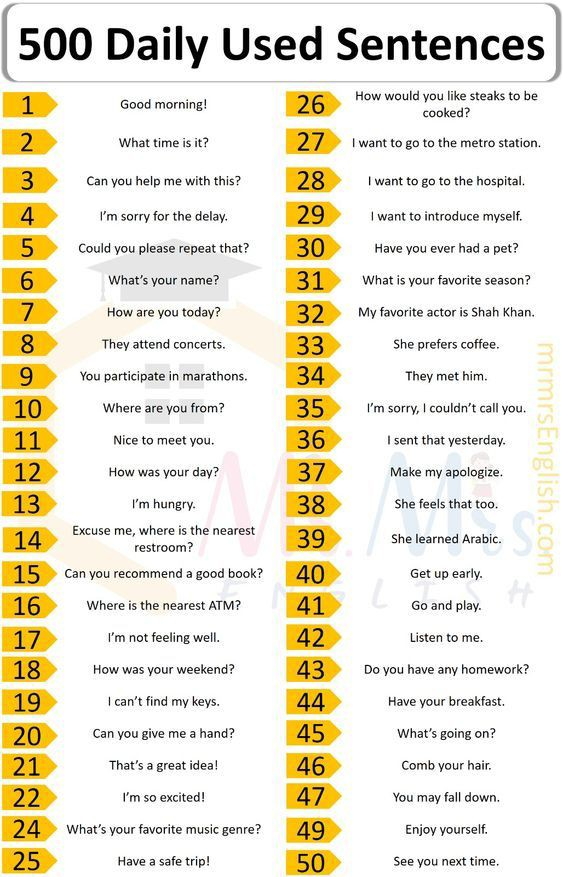 500 Daily Used Sentences
1 Good morning!
2 What time is it?
3 Can you help me with this?
4 I'm sorry for the delay.
5 Could you please repeat that?
6 What's your name?
7 How are you today?
8 They attend concerts.
9 You participate in marathons.
10 Where are you from?
11 Nice to meet you.
12 How was your day?
13 I'm hungry.
14 Excuse me, where is the nearest
restroom?
15 Can you recommend a good book?
16 Where is the nearest ATM?
17 I'm not feeling well.
18 How was your weekend?
19 I can't find my keys.
20 Can you give me a hand?
21 That's a great idea!
22 I'm so excited!
24 What's your favorite music genre?
25 Have a safe trip!
26 How would you like steaks to be
cooked?
27 I want to go to the metro station.
28 I want to go to the hospital.
29 I want to introduce myself.
30 Have you ever had a pet?
31 What is your favorite season?
32 My favorite actor is Shah Khan.
33 She prefers coffee.
34 They met him.
35 I'm sorry, I couldn't call you.
36 I sent that yesterday.
37 Make my apologize.
38 She feels that too.
39 She learned Arabic.
40 Get up early.
41 Go and play.
42 Listen to me.
43 Do you have any homework?
44 Have your breakfast.
45 What's going on?
46 Comb your hair.
47 You may fall down.
49 Enjoy yourself.
50 See you next time.
mrmrsEnglish.com
Mr.Mrs
ENGLISH